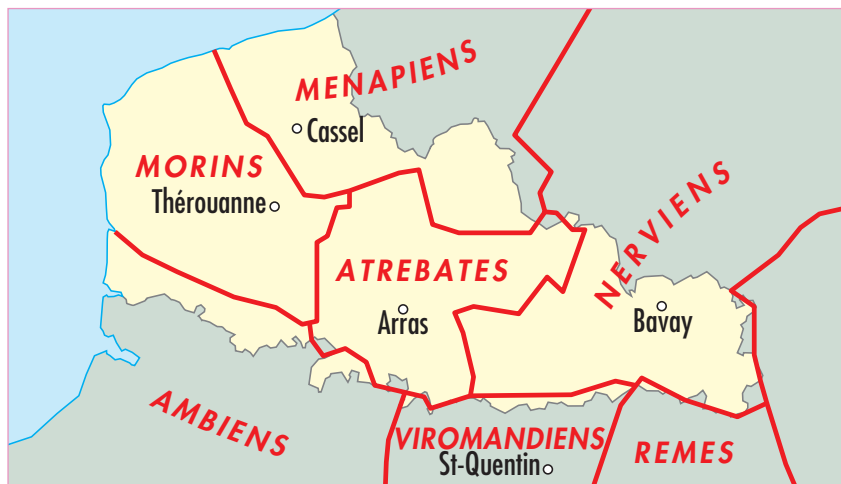 MENAPIENS
Cassel
MORINS
Thérouanne
NERVIENS
ATREBATES
Arras
Bavay
AMBIENS
VIROMANDIENS
St-Quentin
REMES